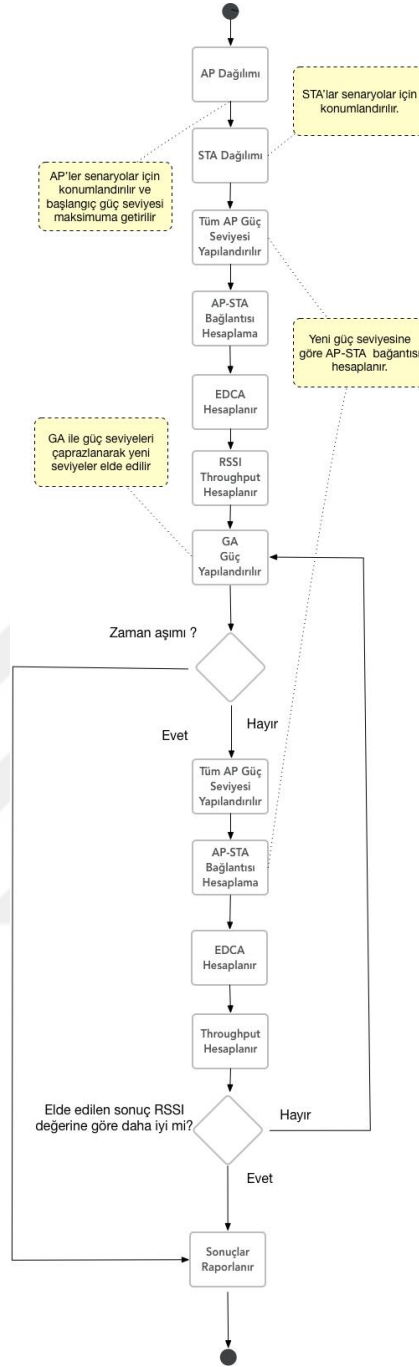 AP Dağılımı
STA'lar senaryolar için
konumlandırılır.
STA Dağılımı
AP'ler senaryolar için
konumlandırılır ve
başlangıç güç seviyesi
maksimuma getirilir
Tüm AP Güç
Seviyesi
Yapılandırılır
AP-STA
Bağlantısı
Hesaplama
Yeni güç seviyesine
göre AP-STA bağantısı
hesaplanır.
EDCA
Hesaplanır
GA ile güç seviyeleri
çaprazlanarak yeni
seviyeler elde edilir
RSSI
Throughput
Hesaplanır
GA
Güç
Yapılandırılır
Zaman aşımı ?
Evet
Hayır
Tüm AP Güç
Seviyesi
Yapılandırılır
AP-STA
Bağlantısı
Hesaplama
EDCA
Hesaplanır
Throughput
Hesaplanır
Elde edilen sonuç RSSI
değerine göre daha iyi mi?
Hayır
Evet
Sonuçlar
Raporlanır